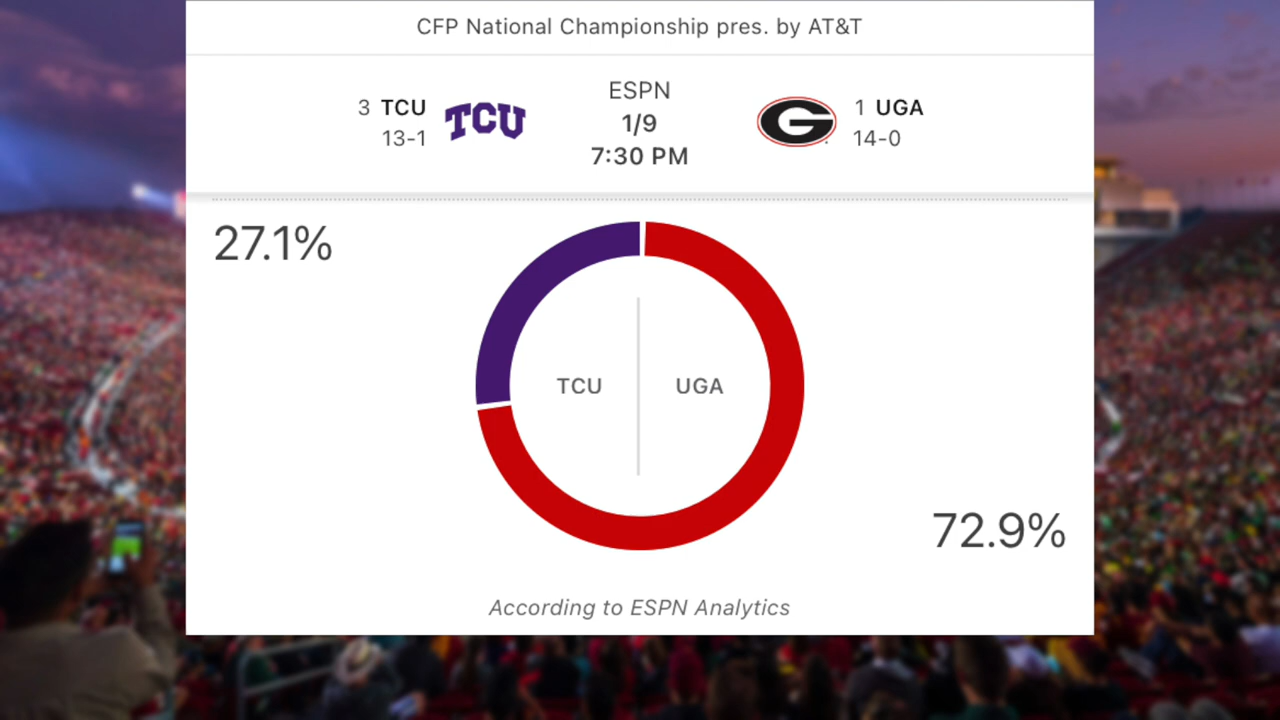 CFP National Championship pres. by AT&T
3 TCU
13-1
TCU
ESPN
1/9
7:30 PM
G
1 UGA
14-0
27.1%
TCU
UGA
72.9%
According to ESPN Analytics